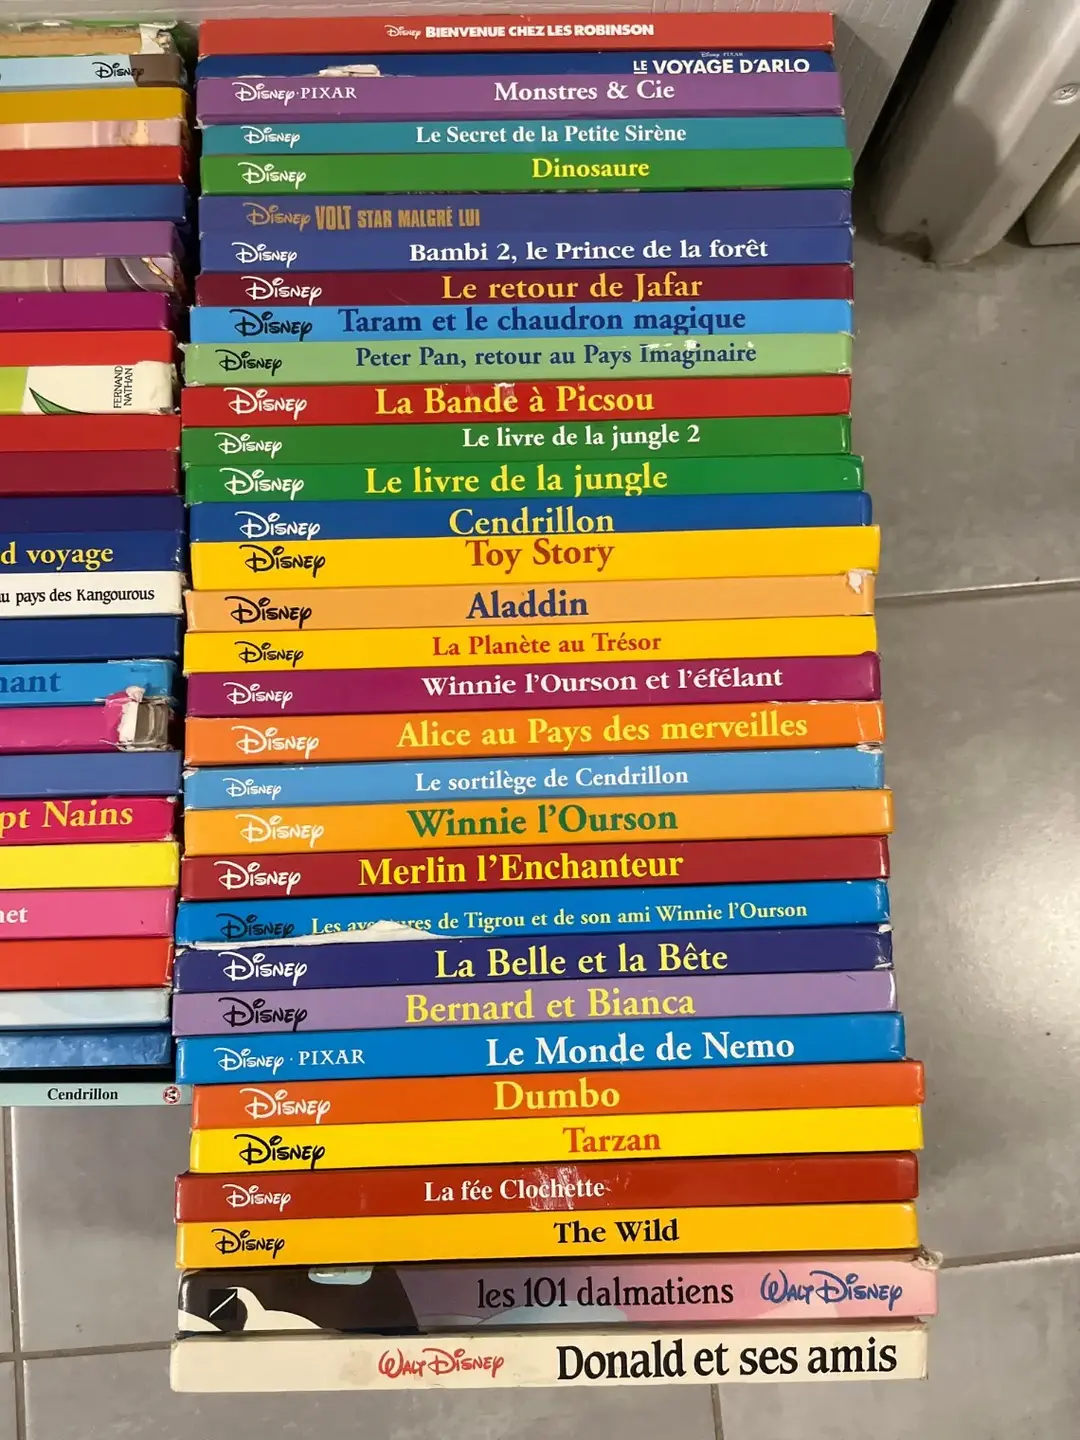 Disney
FERNAND
NATHAN
d voyage
au pays des Kangourous
nant
pt Nains
net
Cendrillon
Disney BIENVENUE CHEZ LES ROBINSON
Disney PIXAR
LE VOYAGE D'ARLO
Disney·PIXAR Monstres & Cie
Disney Le Secret de la Petite Sirène
Disney Dinosaure
Disney VOLT STAR MALGRÉ LUI
Disney Bambi 2, le Prince de la forêt
Disney Le retour de Jafar
Disney Taram et le chaudron magique
Disney Peter Pan, retour au Pays Imaginaire
Disney La Bande à Picsou
Disney Le livre de la jungle 2
Disney Le livre de la jungle
Disney Cendrillon
Disney Toy Story
Disney Aladdin
Disney La Planète au Trésor
Disney Winnie l'Ourson et l'éfélant
Disney Alice au Pays des merveilles
Disney Le sortilège de Cendrillon
Disney Winnie l'Ourson
Disney Merlin l'Enchanteur
Disney Les de Tigrou et de son ami Winnie l'Ourson
Disney La Belle et la Bête
Disney Bernard et Bianca
Disney · PIXAR Le Monde de Nemo
Disney Dumbo
Disney Tarzan
Disney La fée Clochette
Disney The Wild
les 101 dalmatiens Walt Disney
Walt Disney Donald et ses amis